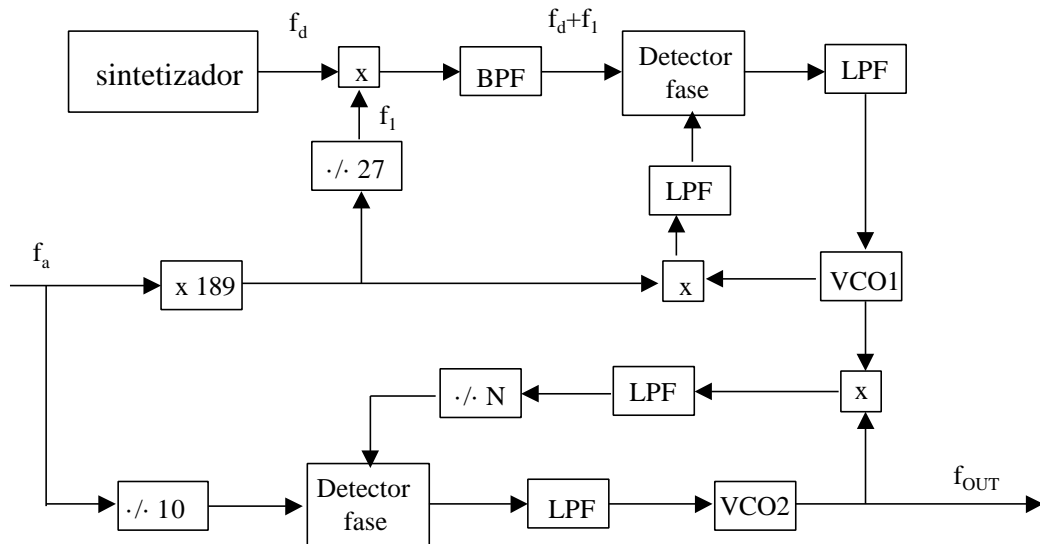 f_d
f_d+f_1
sintetizador
x
BPF
Detector
fase
LPF
f_1
·/· 27
LPF
f_a
x 189
x
VCO1
·/· N
LPF
x
·/· 10
Detector
fase
LPF
VCO2
f_OUT